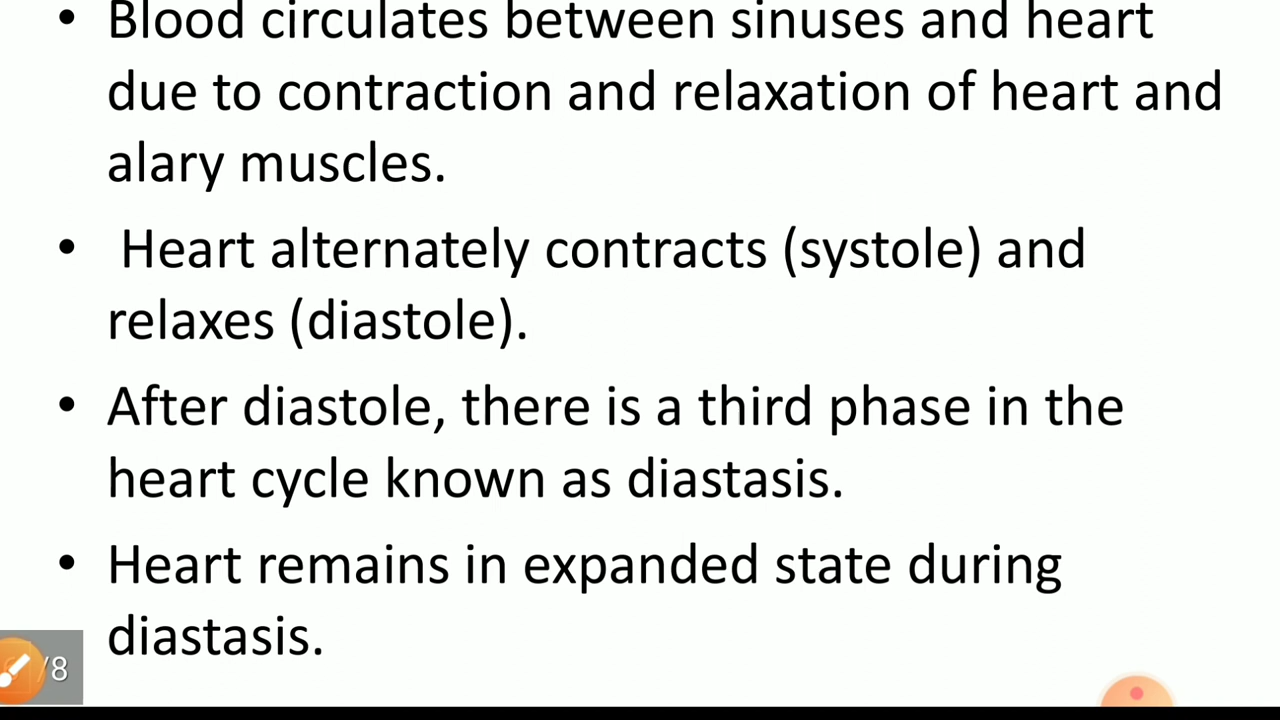 • Blood circulates between sinuses and heart
due to contraction and relaxation of heart and
alary muscles.
• Heart alternately contracts (systole) and
relaxes (diastole).
• After diastole, there is a third phase in the
heart cycle known as diastasis.
• Heart remains in expanded state during
diastasis.
/8